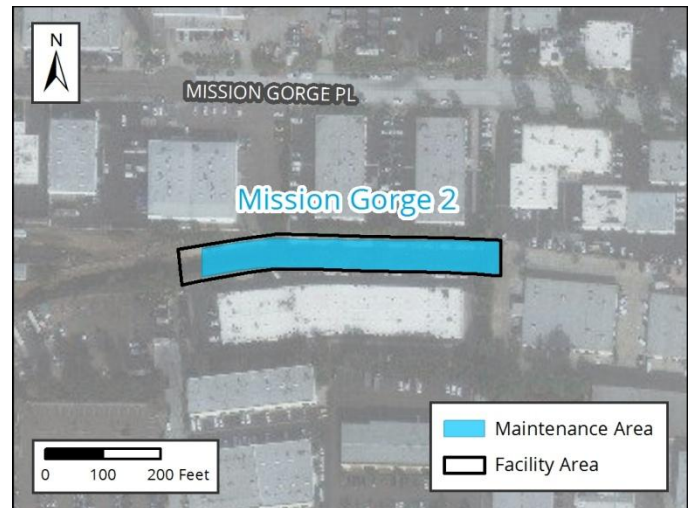 N
MISSION GORGE PL
Mission Gorge 2
Maintenance Area
Facility Area
0 100 200 Feet